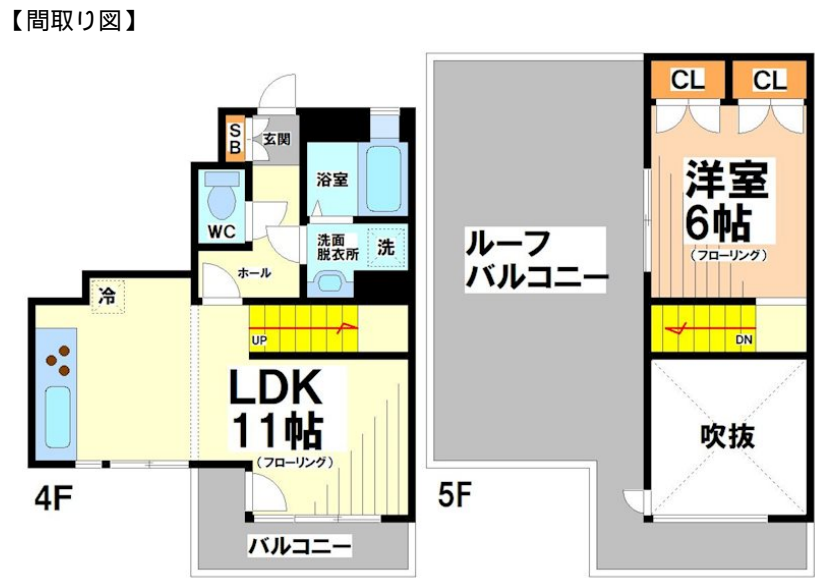 【間取り図】
CL
CL
SB
玄関
浴室
WC
洗面
脱衣所
洗
ホール
冷
UP
LDK
11帖
(フローリング)
4F
バルコニー
ルーフ
バルコニー
洋室
6帖
(フローリング)
DN
吹抜
5F